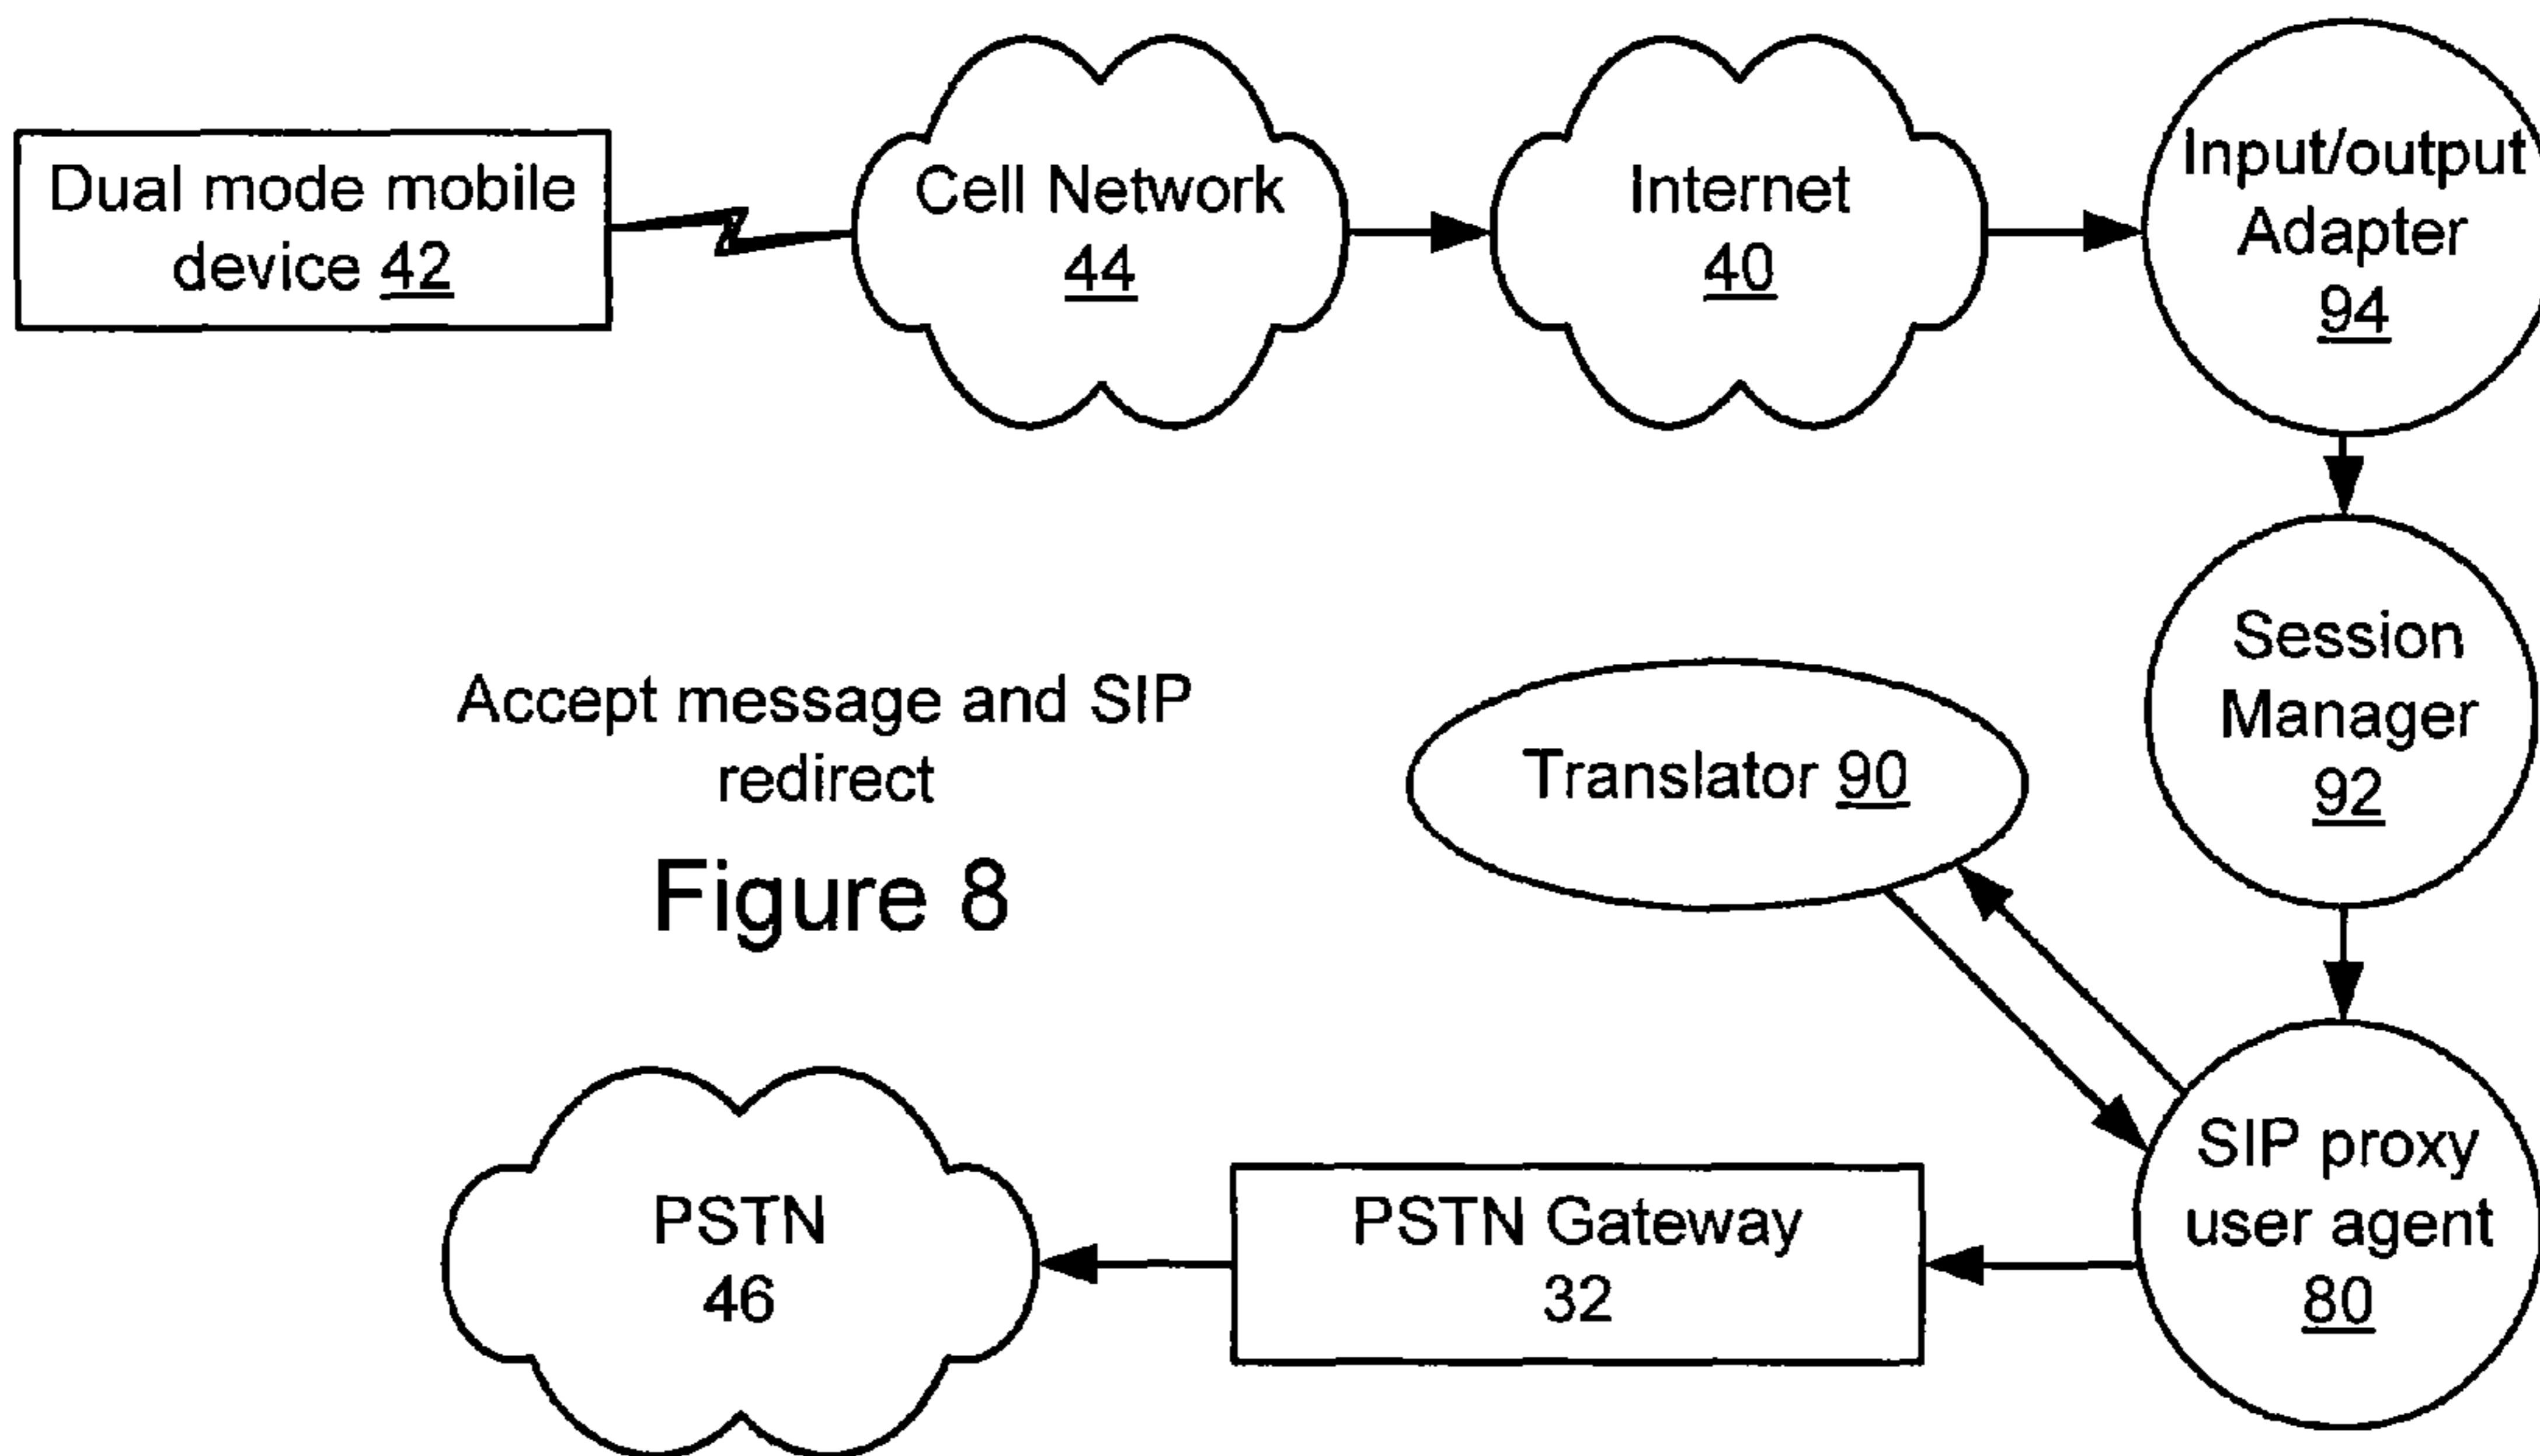 Dual mode mobile
device 42
Cell Network
44
Internet
40
Input/output
Adapter
94
Session
Manager
92
Accept message and SIP
redirect
Figure 8
Translator 90
SIP proxy
user agent
80
PSTN Gateway
32
PSTN
46